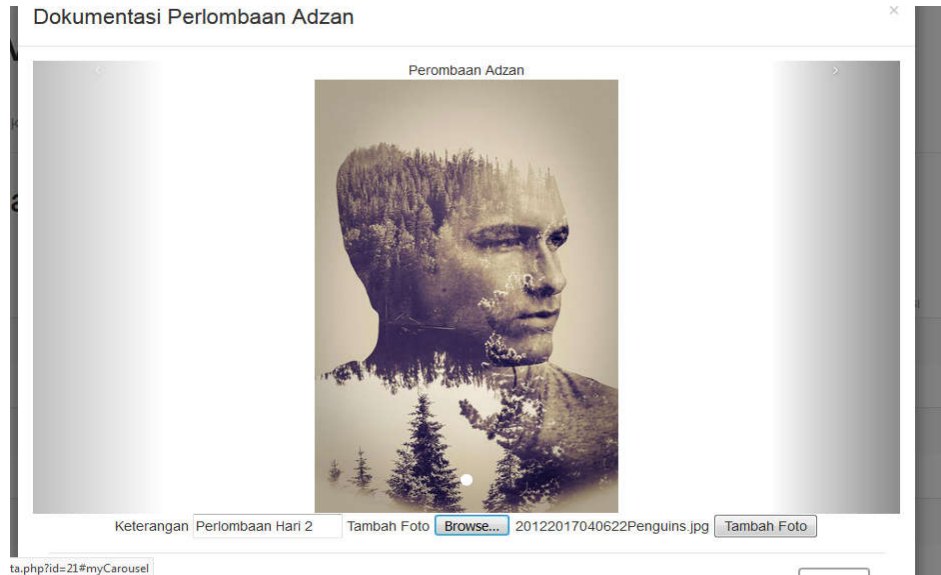 Dokumentasi Perlombaan Adzan
×
Perombaan Adzan
‹
›
Keterangan Perlombaan Hari 2 Tambah Foto Browse... 20122017040622Penguins.jpg Tambah Foto
ta.php?id=21#myCarousel